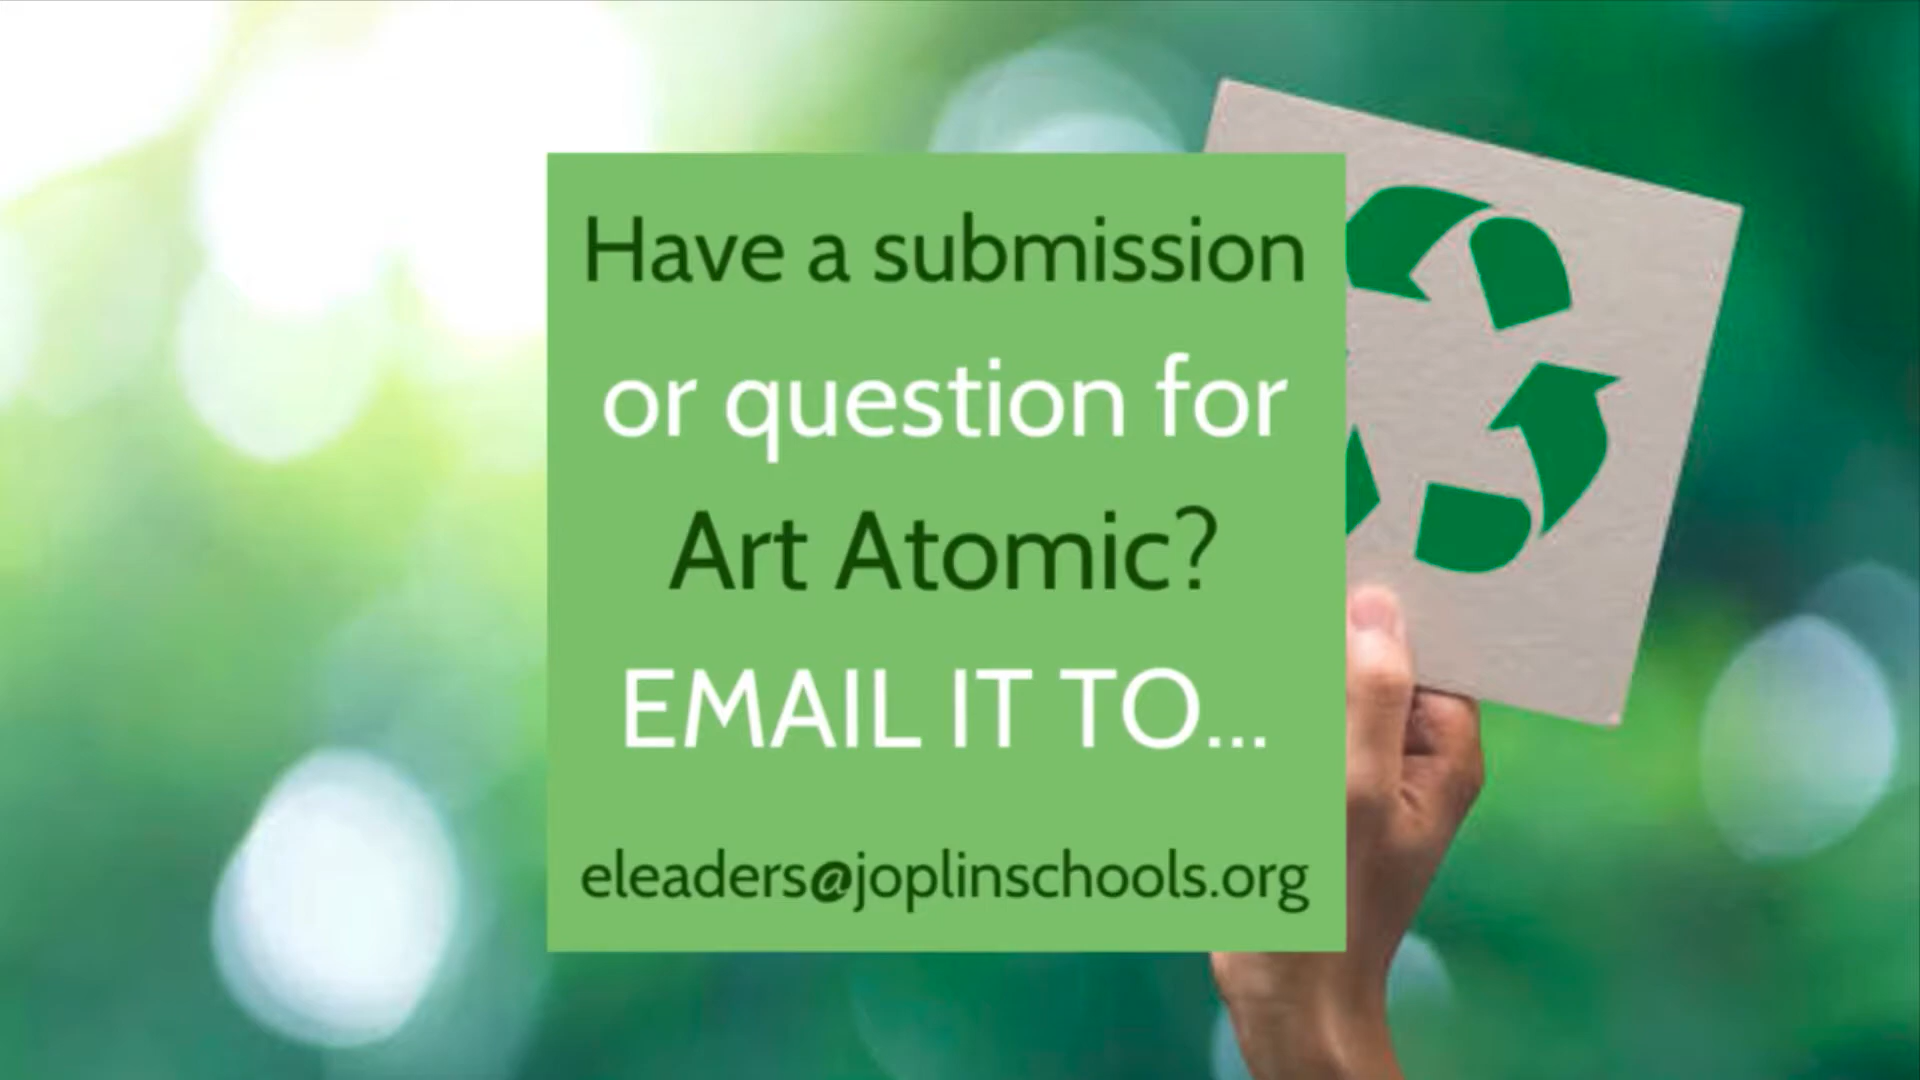 Have a submission
or question for
Art Atomic?
EMAIL IT TO...
eleaders@joplinschools.org